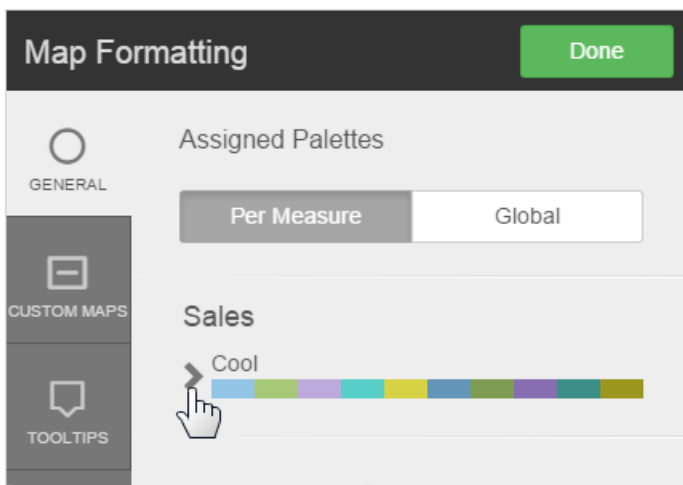 Map Formatting
Done
GENERAL
Assigned Palettes
Per Measure
Global
CUSTOM MAPS
Sales
Cool
TOOLTIPS